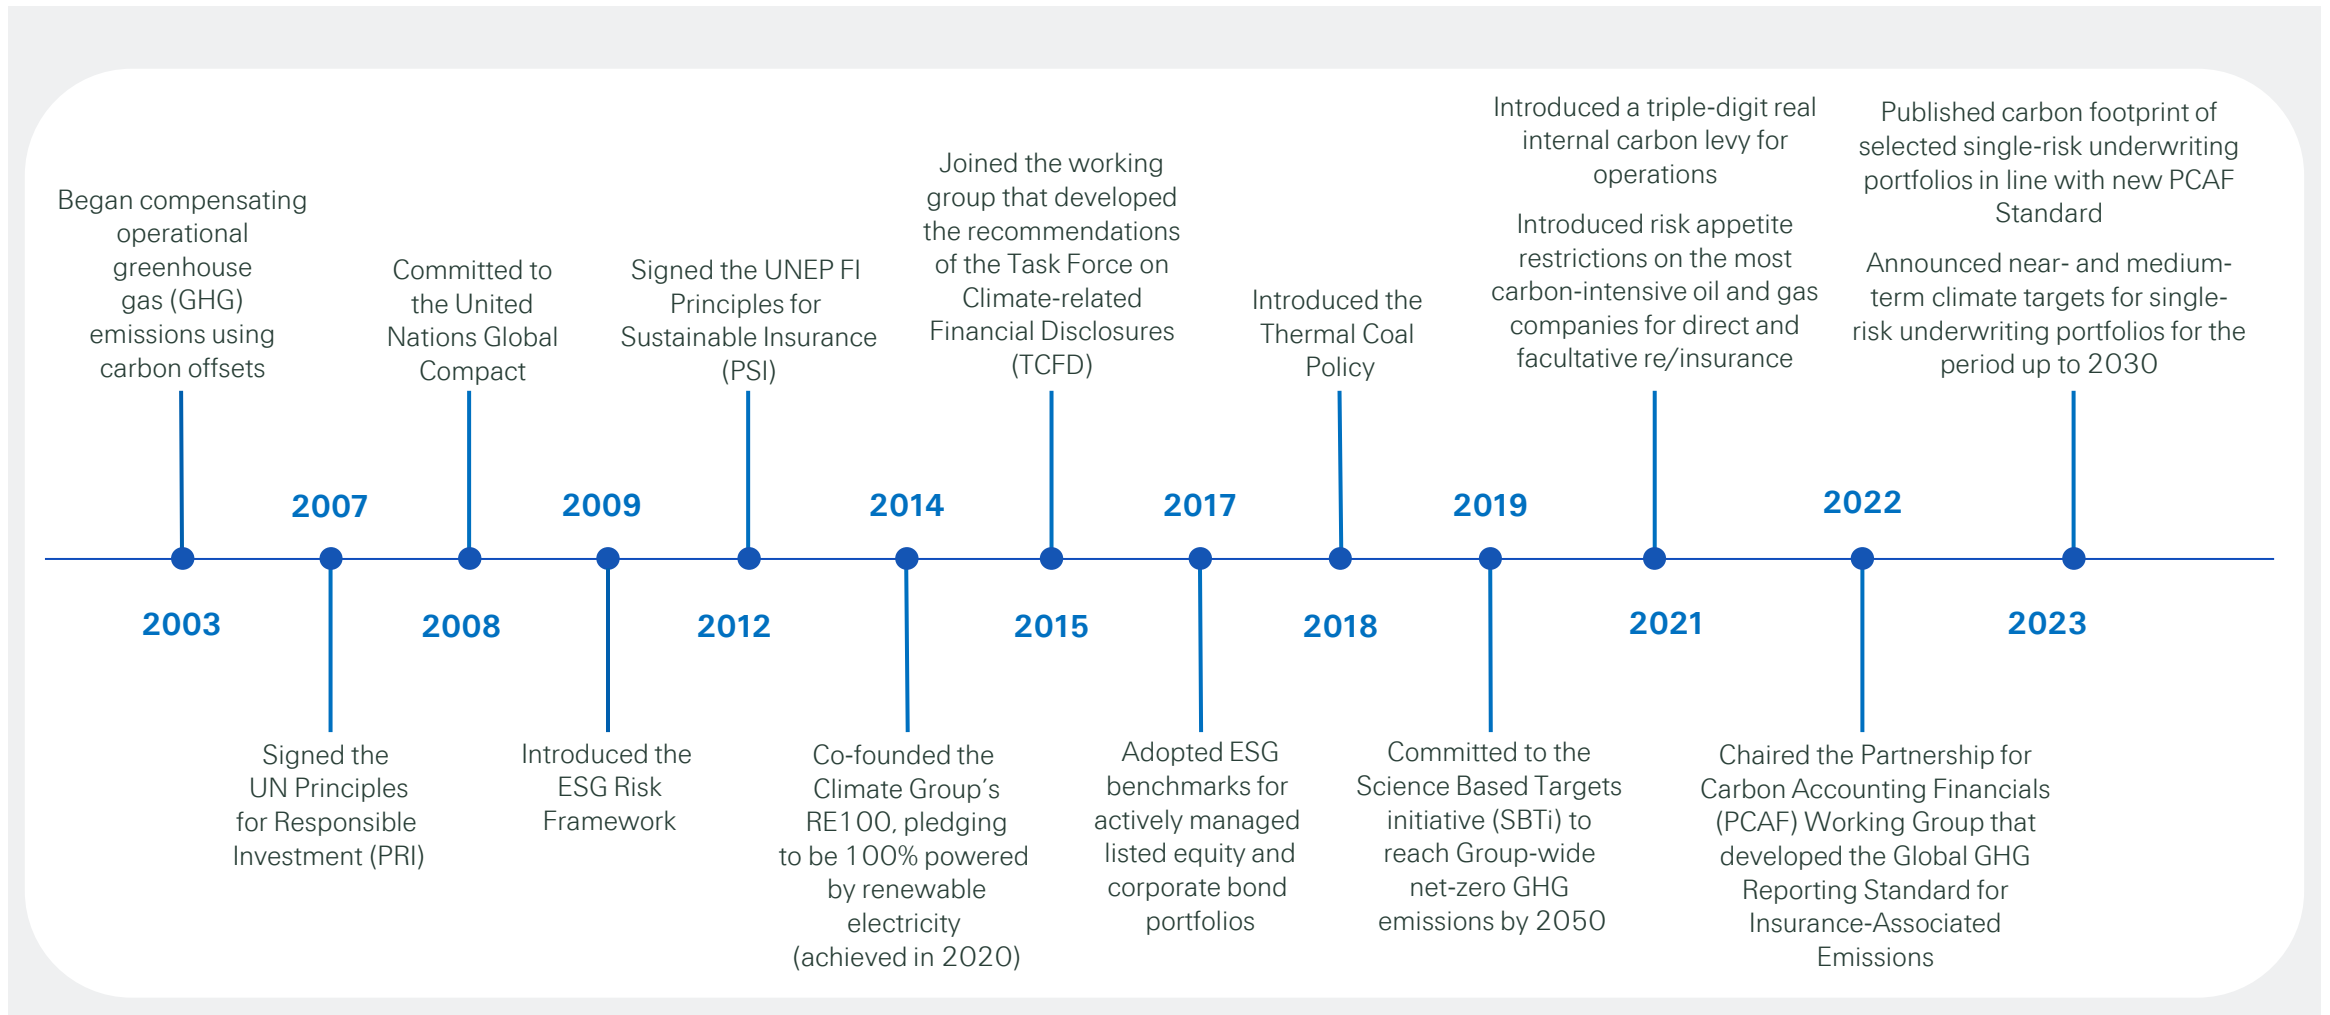 Began compensating
operational
greenhouse
gas (GHG)
emissions using
carbon offsets
2003
2007
Signed the
UN Principles
for Responsible
Investment (PRI)
Committed to
the United
Nations Global
Compact
2008
2009
Introduced the
ESG Risk
Framework
Signed the UNEP FI
Principles for
Sustainable Insurance
(PSI)
2012
2014
Co-founded the
Climate Group´s
RE100, pledging
to be 100% powered
by renewable
electricity
(achieved in 2020)
Joined the working
group that developed
the recommendations
of the Task Force on
Climate-related
Financial Disclosures
(TCFD)
2015
2017
Adopted ESG
benchmarks for
actively managed
listed equity and
corporate bond
portfolios
Introduced the
Thermal Coal
Policy
2018
2019
Committed to the
Science Based Targets
initiative (SBTi) to
reach Group-wide
net-zero GHG
emissions by 2050
Introduced a triple-digit real
internal carbon levy for
operations
Introduced risk appetite
restrictions on the most
carbon-intensive oil and gas
companies for direct and
facultative re/insurance
2021
2022
Chaired the Partnership for
Carbon Accounting Financials
(PCAF) Working Group that
developed the Global GHG
Reporting Standard for
Insurance-Associated
Emissions
Published carbon footprint of
selected single-risk underwriting
portfolios in line with new PCAF
Standard
Announced near- and medium-
term climate targets for single-
risk underwriting portfolios for the
period up to 2030
2023